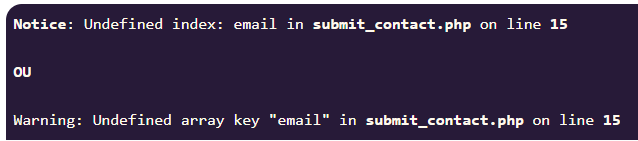 Notice: Undefined index: email in submit_contact.php on line 15
OU
Warning: Undefined array key "email" in submit_contact.php on line 15